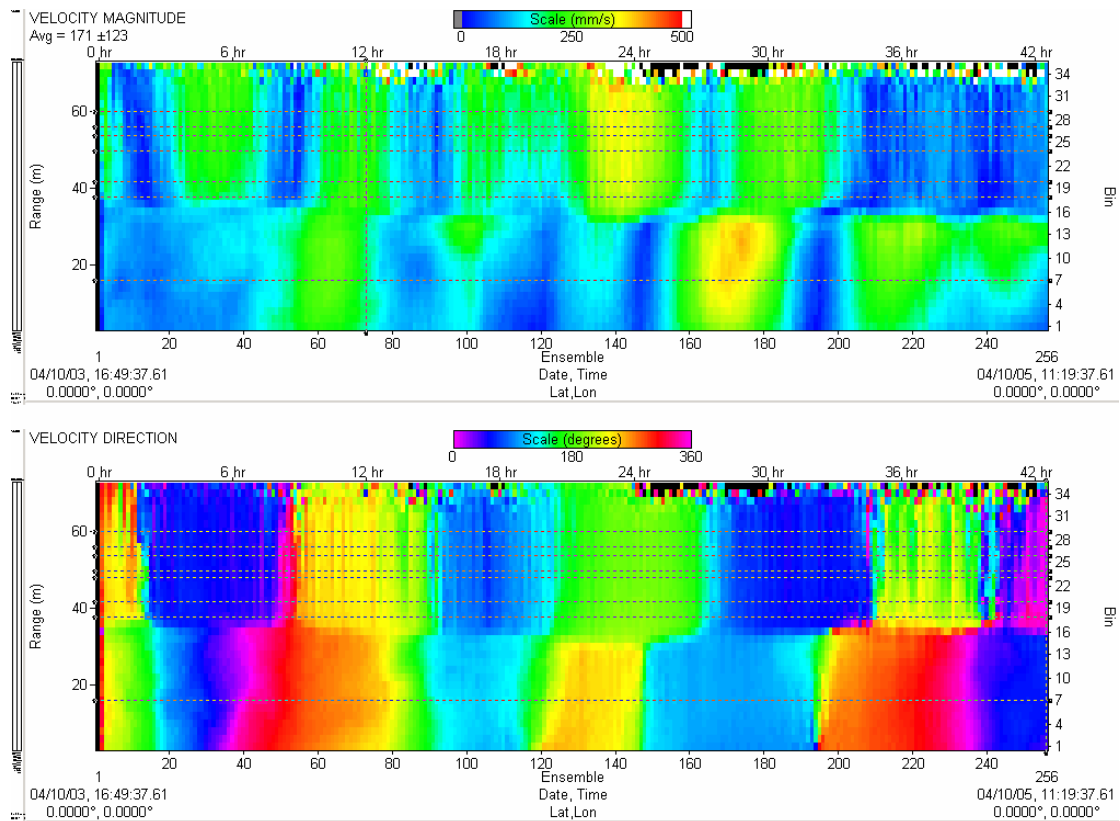 VELOCITY MAGNITUDE
Scale (mm/s)
Avg = 171 ±123
0 250 500
0 hr 6 hr 12 hr 18 hr 24 hr 30 hr 36 hr 42 hr
34
31
60 28
25
22
40 19
16
13
20 10
7
4
1
Range (m)
Bin
20 40 60 80 100 120 140 160 180 200 220 240
1 Ensemble 256
04/10/03, 16:49:37.61 Date, Time 04/10/05, 11:19:37.61
0.0000°, 0.0000° Lat,Lon 0.0000°, 0.0000°
VELOCITY DIRECTION
Scale (degrees)
0 180 360
0 hr 6 hr 12 hr 18 hr 24 hr 30 hr 36 hr 42 hr
34
31
60 28
25
22
40 19
16
13
20 10
7
4
1
Range (m)
Bin
20 40 60 80 100 120 140 160 180 200 220 240
1 Ensemble 256
04/10/03, 16:49:37.61 Date, Time 04/10/05, 11:19:37.61
0.0000°, 0.0000° Lat,Lon 0.0000°, 0.0000°